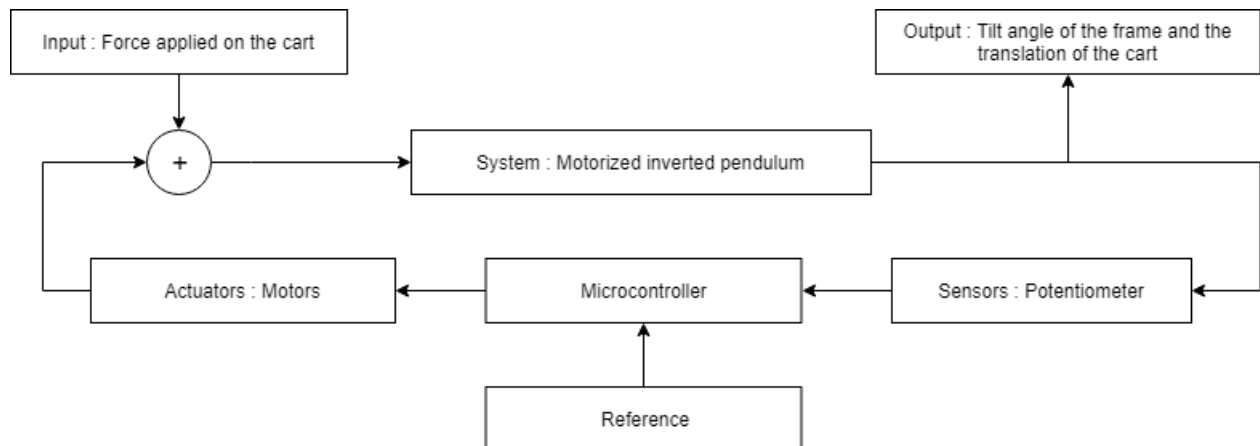 Input : Force applied on the cart
Output : Tilt angle of the frame and the
translation of the cart
+
System : Motorized inverted pendulum
Actuators : Motors
Microcontroller
Sensors : Potentiometer
Reference